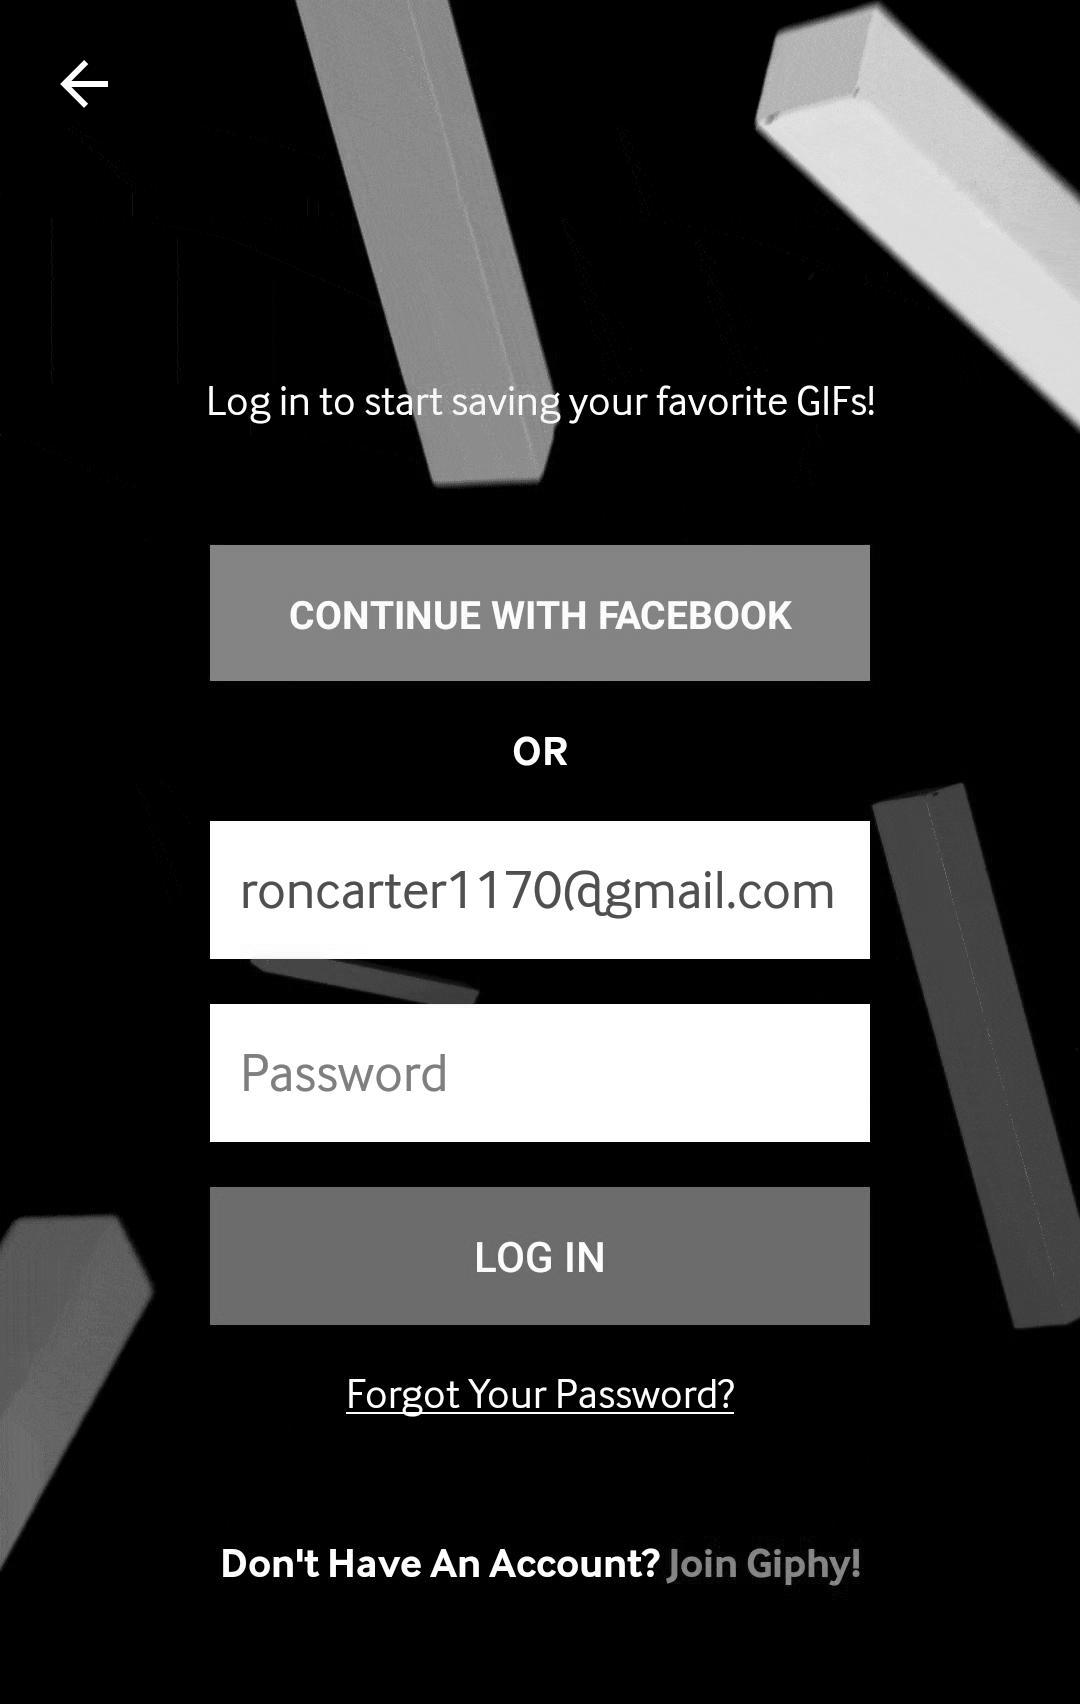 Log in to start saving your favorite GIFs!
CONTINUE WITH FACEBOOK
OR
roncarter1170@gmail.com
Password
LOG IN
Forgot Your Password?
Don't Have An Account? Join Giphy!